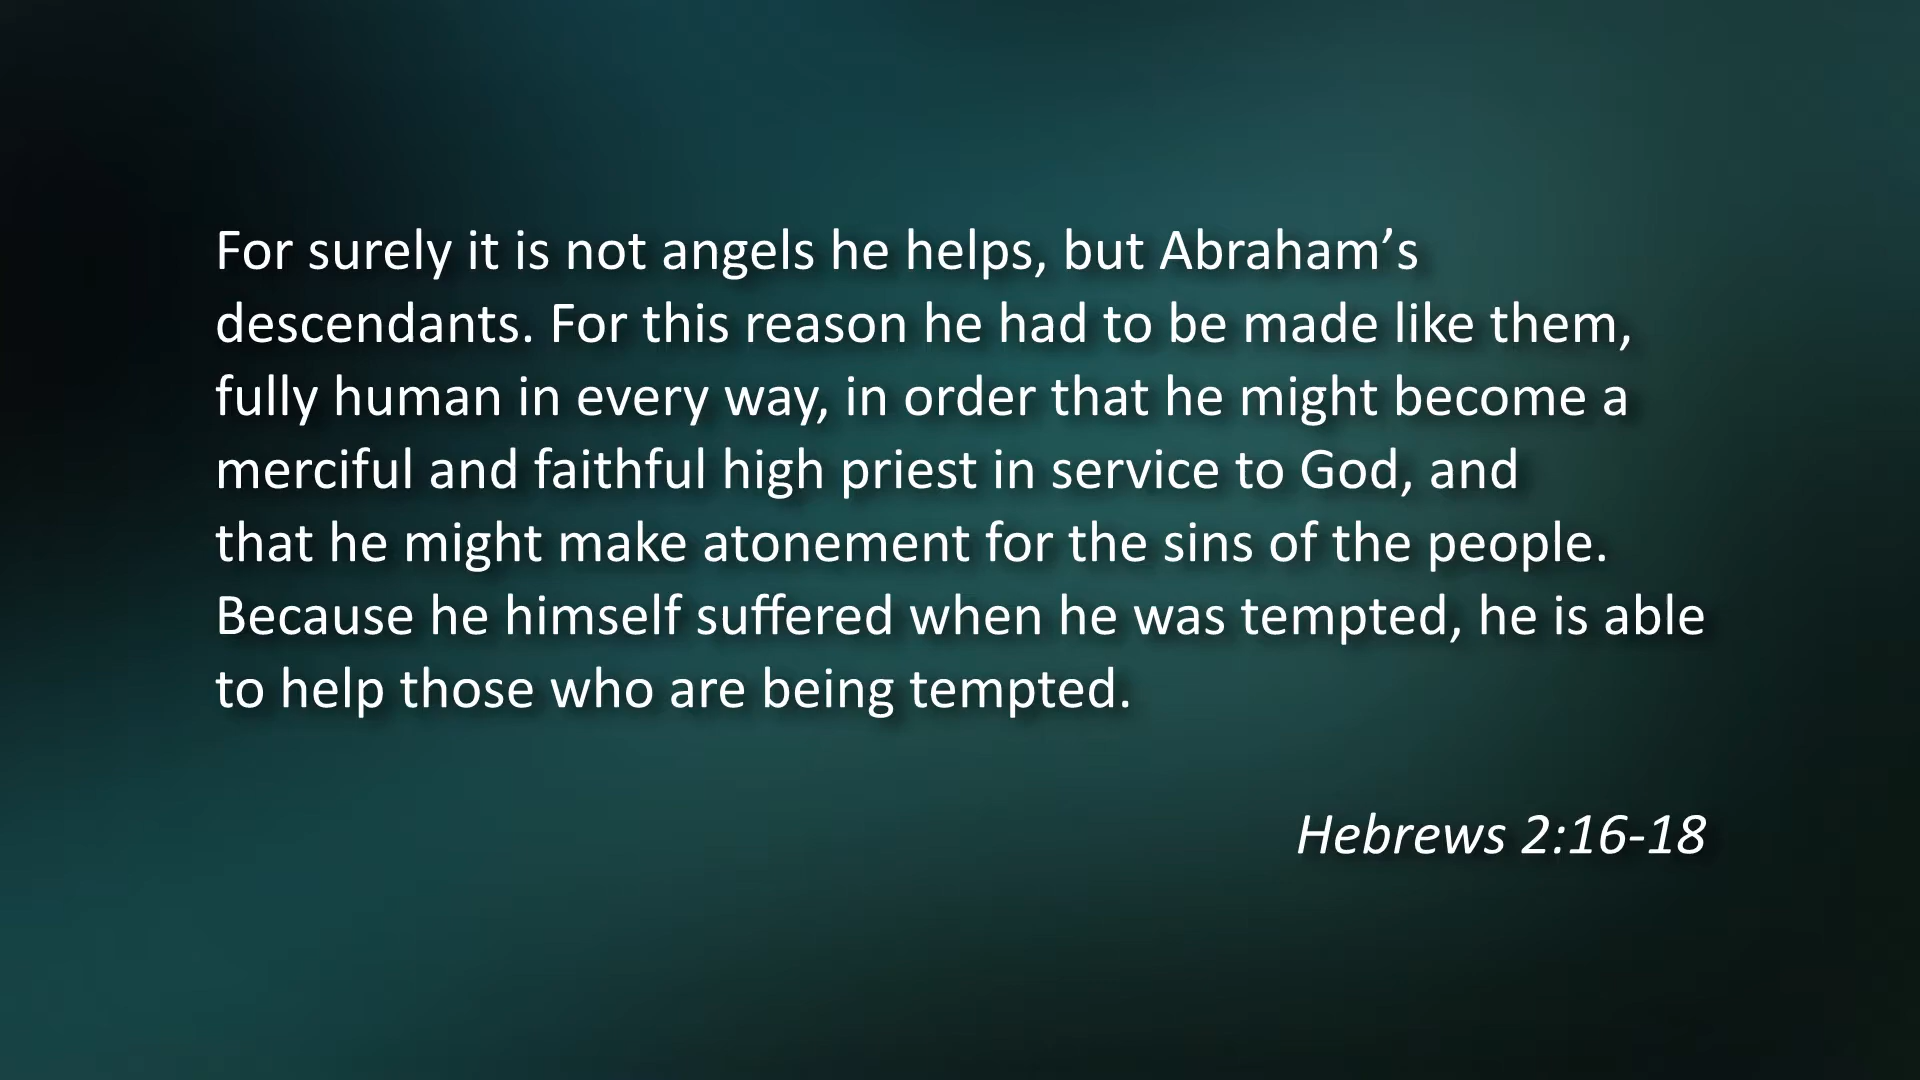 For surely it is not angels he helps, but Abraham’s
descendants. For this reason he had to be made like them,
fully human in every way, in order that he might become a
merciful and faithful high priest in service to God, and
that he might make atonement for the sins of the people.
Because he himself suffered when he was tempted, he is able
to help those who are being tempted.
Hebrews 2:16-18